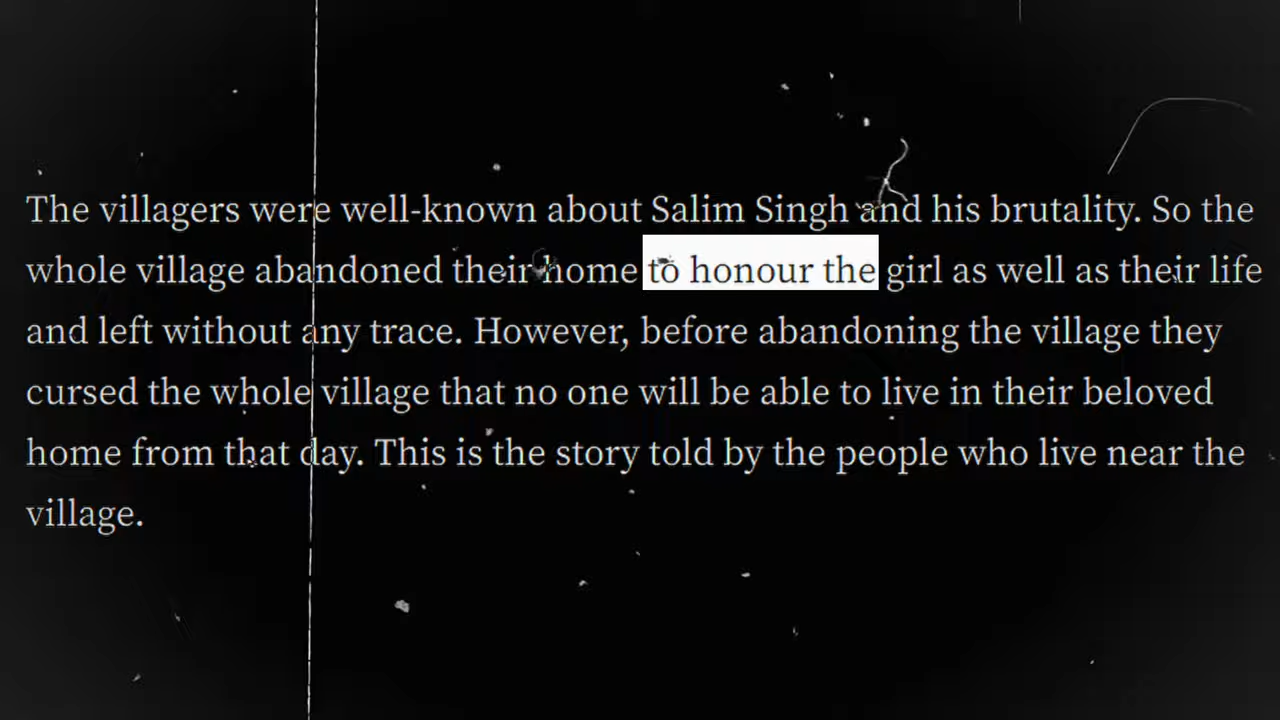 The villagers were well-known about Salim Singh and his brutality. So the
whole village abandoned their home to honour the girl as well as their life
and left without any trace. However, before abandoning the village they
cursed the whole village that no one will be able to live in their beloved
home from that day. This is the story told by the people who live near the
village.